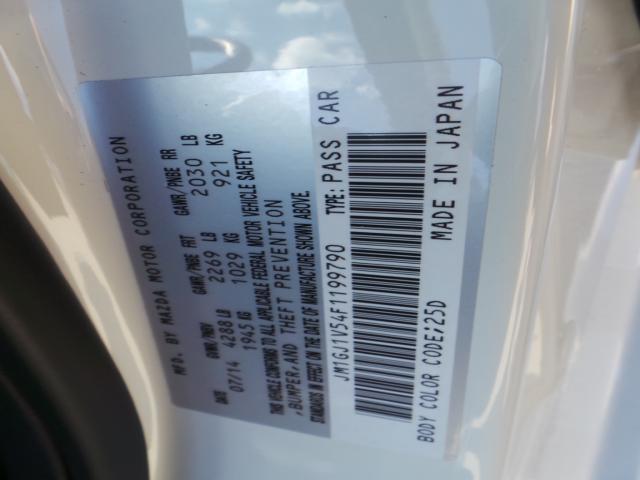 MFD. BY MAZDA MOTOR CORPORATION
DATE GVWR/PNBV GAWR/PNBE FRT GAWR/PNBE RR
07/14 4288 LB 2269 LB 2030 LB
1945 KG 1029 KG 921 KG
THIS VEHICLE CONFORMS TO ALL APPLICABLE FEDERAL MOTOR VEHICLE SAFETY
, BUMPER, AND THEFT PREVENTION
STANDARDS IN EFFECT ON THE DATE OF MANUFACTURE SHOWN ABOVE.
JM1GJ1V54F1199790 TYPE: PASS CAR
BODY COLOR CODE:25D MADE IN JAPAN